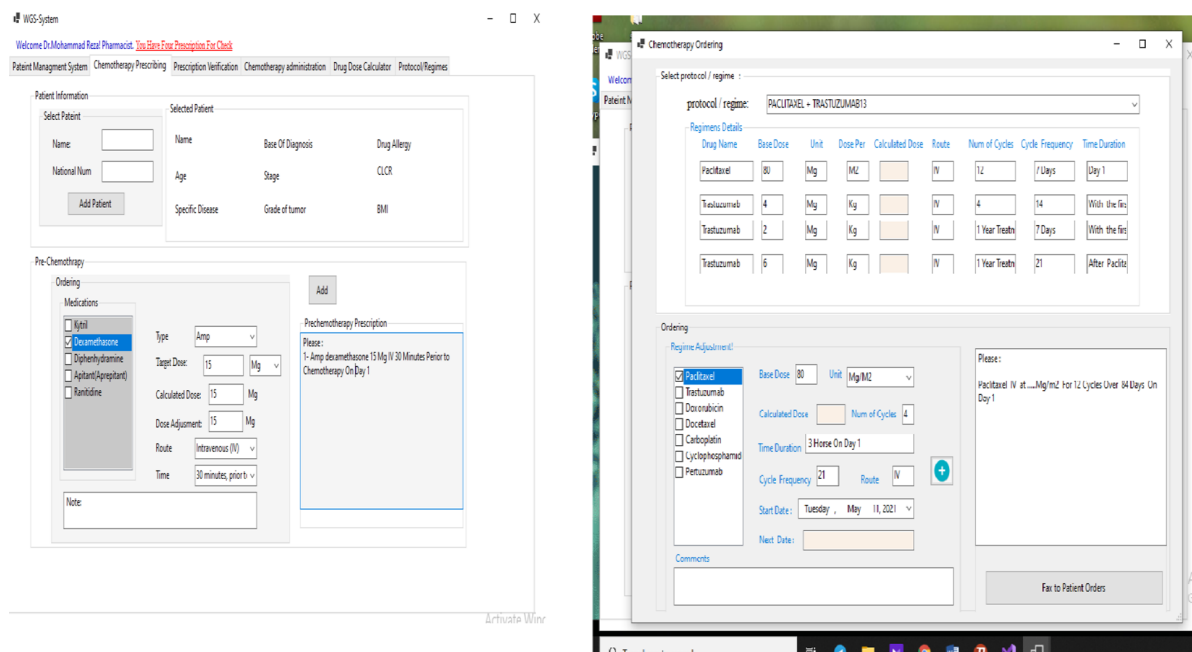 WGS-System
Welcome Dr.Mohammad Reza! Pharmacist. You Have Four Prescription For Check
Pateint Managment System Chemotherapy Prescribing Prescription Verification Chemotherapy administration Drug Dose Calculator Protocol/Regimes
Patient Information
Select Pateint
Selected Patient
Name:
National Num
Add Patient
Name Base Of Diagnosis Drug Allergy
Age Stage CLCR
Specific Disease Grade of tumor BMI
Pre-Chemothrapy
Ordering
Medications
Kytril
Dexamethasone
Diphenhydramine
Apitant(Aprepitant)
Ranitidine
Type Amp
Target Dose: 15 Mg
Calculated Dose: 15 Mg
Dose Adjusment: 15 Mg
Route Intravenous (IV)
Time 30 minutes, prior t
Note:
Add
Prechemotherapy Prescription
Please :
1- Amp dexamethasone 15 Mg IV 30 Minutes Perior to
Chemotherapy On Day 1
Activate Winc
WGS
Welcom
Pateint M
Chemotherapy Ordering
Select protocol / regime :
protocol / regime: PACLITAXEL + TRASTUZUMAB13
Regimens Details
Drug Name Base Dose Unit Dose Per Calculated Dose Route Num of Cycles Cycle Frequency Time Duration
Paclitaxel 80 Mg M2 IV 12 7 Days Day 1
Trastuzumab 4 Mg Kg IV 4 14 With the firs
Trastuzumab 2 Mg Kg IV 1 Year Treatn 7 Days With the firs
Trastuzumab 6 Mg Kg IV 1 Year Treatn 21 After Paclita
Ordering
Regime Adjustment!
Paclitaxel
Trastuzumab
Doxorubicin
Docetaxel
Carboplatin
Cyclophosphamid
Pertuzumab
Base Dose 80 Unit Mg/M2
Calculated Dose Num of Cycles 4
Time Duration 3 Horse On Day 1
Cycle Frequency 21 Route IV
Start Date : Tuesday , May 11, 2021
Next Date :
Comments
Please :
Paclitaxel IV at .....Mg/m2 For 12 Cycles Over 84 Days On
Day 1
Fax to Patient Orders